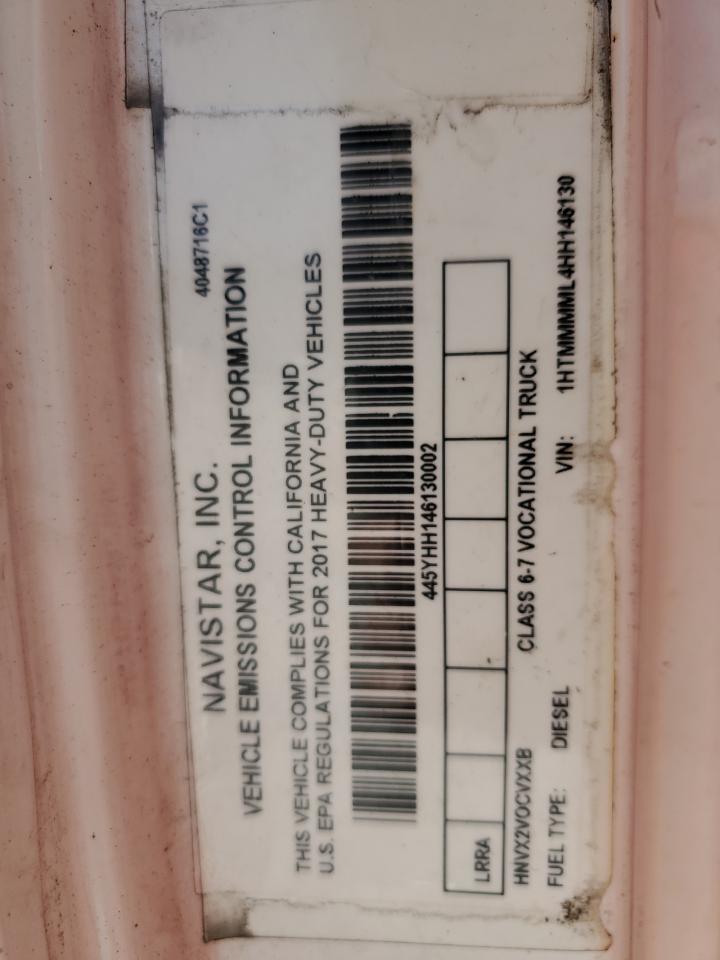 4048716C1
NAVISTAR, INC.
VEHICLE EMISSIONS CONTROL INFORMATION
THIS VEHICLE COMPLIES WITH CALIFORNIA AND
U.S. EPA REGULATIONS FOR 2017 HEAVY-DUTY VEHICLES
445YHH146130002
LRRA
HNVX2VOCVXXB CLASS 6-7 VOCATIONAL TRUCK
FUEL TYPE: DIESEL VIN: 1HTMMMML4HH146130